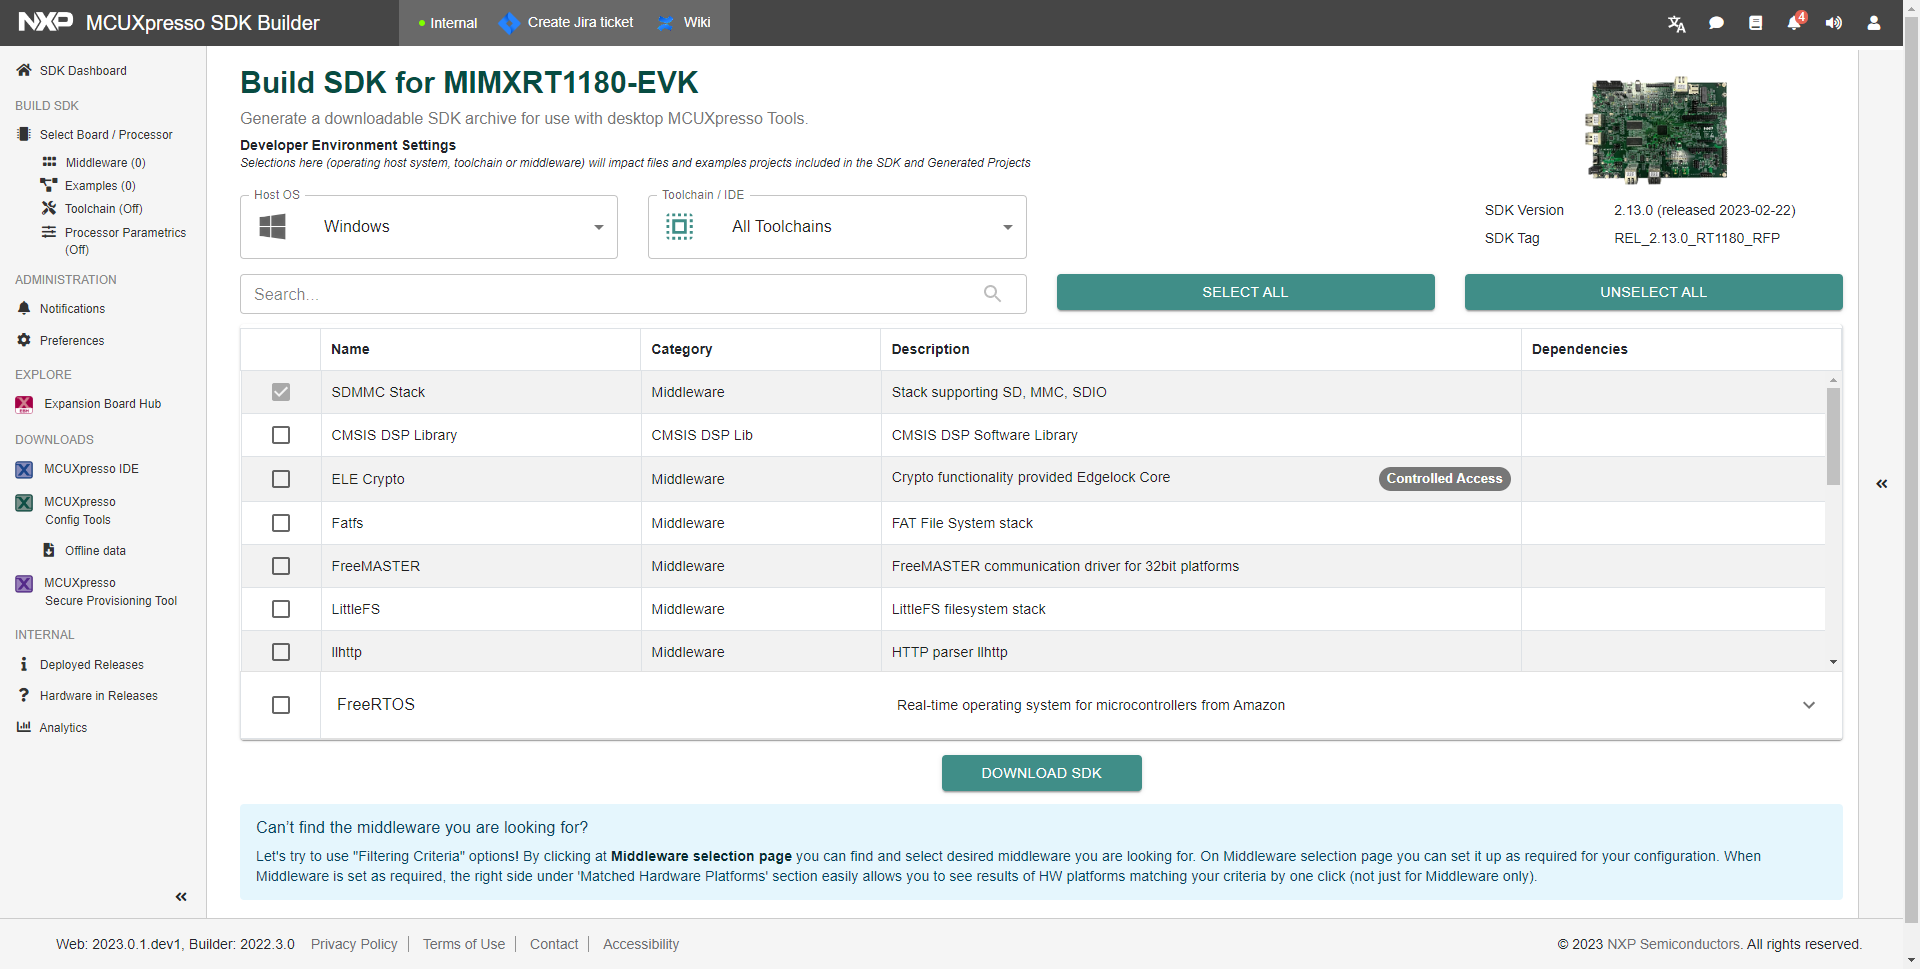 NXP MCUXpresso SDK Builder
Internal
Create Jira ticket
Wiki
4
SDK Dashboard
BUILD SDK
Select Board / Processor
Middleware (0)
Examples (0)
Toolchain (Off)
Processor Parametrics
(Off)
ADMINISTRATION
Notifications
Preferences
EXPLORE
Expansion Board Hub
DOWNLOADS
MCUXpresso IDE
MCUXpresso
Config Tools
Offline data
MCUXpresso
Secure Provisioning Tool
INTERNAL
Deployed Releases
Hardware in Releases
Analytics
Build SDK for MIMXRT1180-EVK
Generate a downloadable SDK archive for use with desktop MCUXpresso Tools.
Developer Environment Settings
Selections here (operating host system, toolchain or middleware) will impact files and examples projects included in the SDK and Generated Projects
Host OS
Windows
Toolchain / IDE
All Toolchains
SDK Version 2.13.0 (released 2023-02-22)
SDK Tag REL_2.13.0_RT1180_RFP
Search...
SELECT ALL
UNSELECT ALL
Name Category Description Dependencies
SDMMC Stack Middleware Stack supporting SD, MMC, SDIO
CMSIS DSP Library CMSIS DSP Lib CMSIS DSP Software Library
ELE Crypto Middleware Crypto functionality provided Edgelock Core Controlled Access
Fatfs Middleware FAT File System stack
FreeMASTER Middleware FreeMASTER communication driver for 32bit platforms
LittleFS Middleware LittleFS filesystem stack
llhttp Middleware HTTP parser llhttp
FreeRTOS Real-time operating system for microcontrollers from Amazon
DOWNLOAD SDK
Can't find the middleware you are looking for?
Let's try to use "Filtering Criteria" options! By clicking at Middleware selection page you can find and select desired middleware you are looking for. On Middleware selection page you can set it up as required for your configuration. When
Middleware is set as required, the right side under 'Matched Hardware Platforms' section easily allows you to see results of HW platforms matching your criteria by one click (not just for Middleware only).
Web: 2023.0.1.dev1, Builder: 2022.3.0 Privacy Policy Terms of Use Contact Accessibility
© 2023 NXP Semiconductors. All rights reserved.